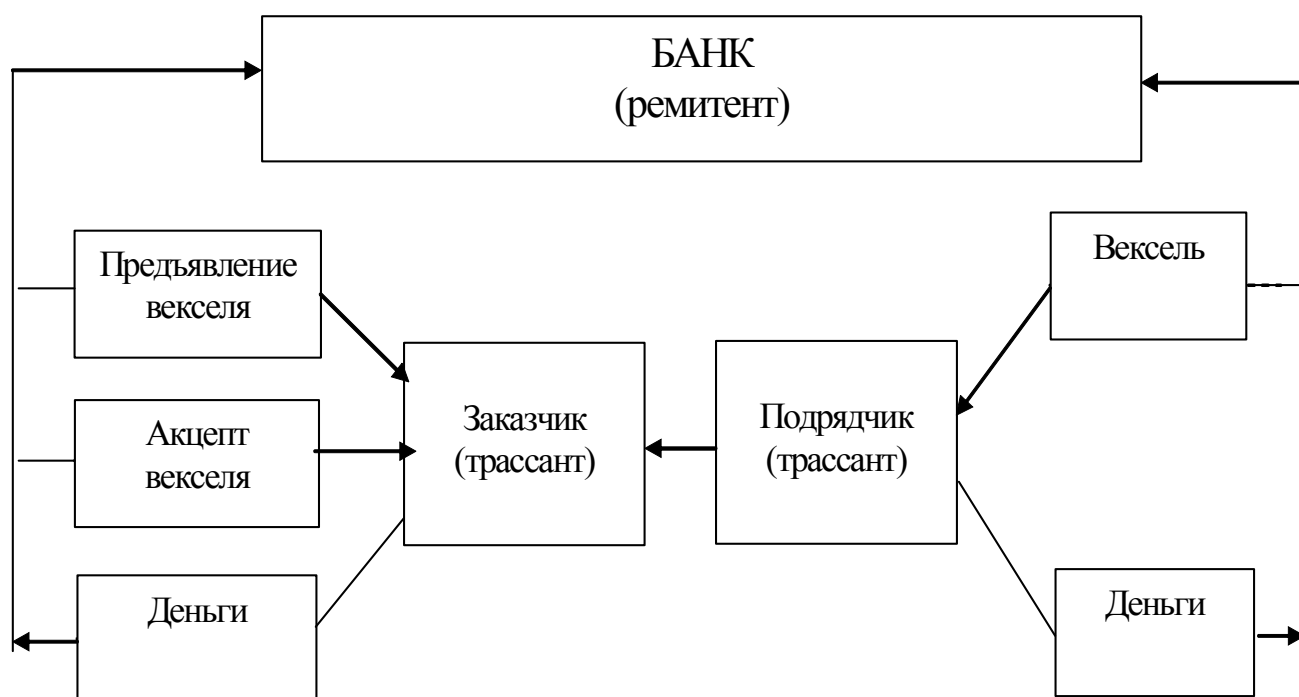 БАНК
(ремитент)
Предъявление
векселя
Вексель
Акцепт
векселя
Заказчик
(трассант)
Подрядчик
(трассант)
Деньги
Деньги